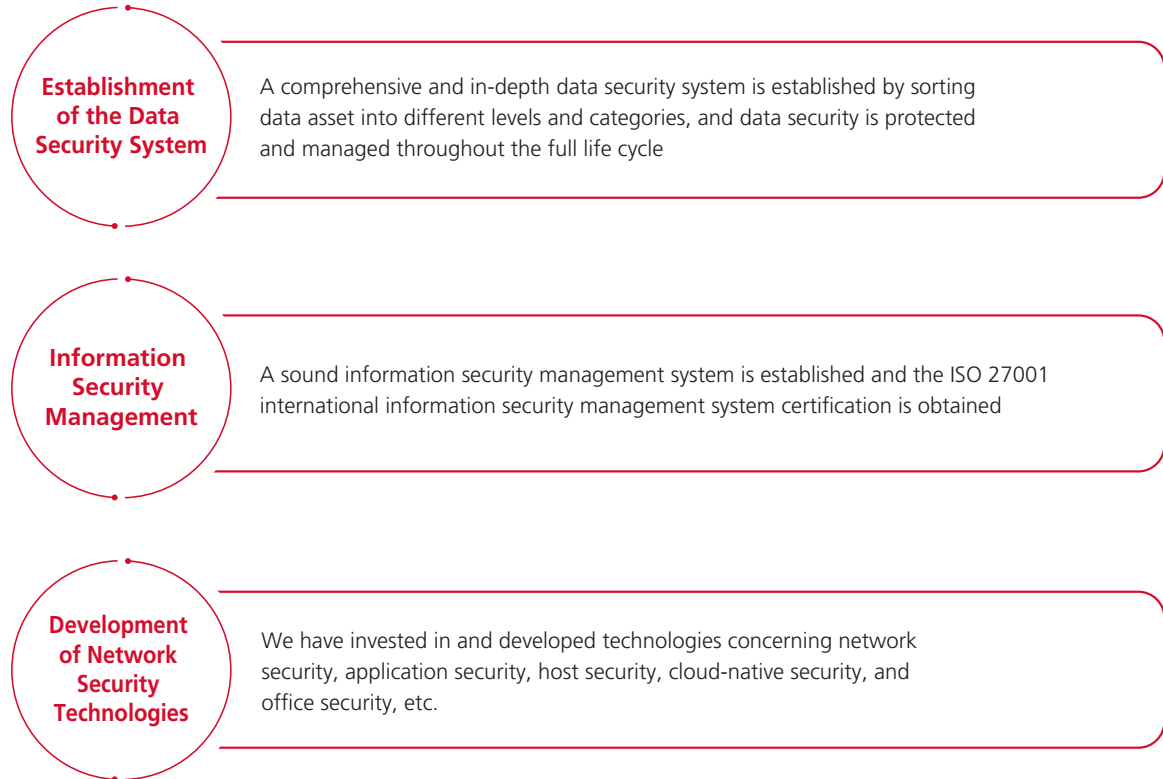 Establishment
of the Data
Security System
A comprehensive and in-depth data security system is established by sorting
data asset into different levels and categories, and data security is protected
and managed throughout the full life cycle
Information
Security
Management
A sound information security management system is established and the ISO 27001
international information security management system certification is obtained
Development
of Network
Security
Technologies
We have invested in and developed technologies concerning network
security, application security, host security, cloud-native security, and
office security, etc.